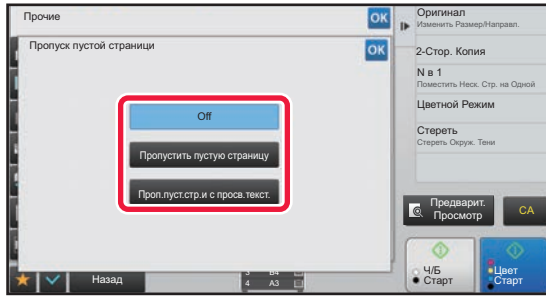 Прочие
OK
Пропуск пустой страницы
OK
Off
Пропустить пустую страницу
Проп.пуст.стр.и с просв.текст.
Назад
3 B4
4 A3
Оригинал
Изменить Размер/Направл.
2-Стор. Копия
N в 1
Поместить Неск. Стр. на Одной
Цветной Режим
Стереть
Стереть Окруж. Тени
Предварит.
Просмотр
CA
Ч/Б
Старт
Цвет
Старт